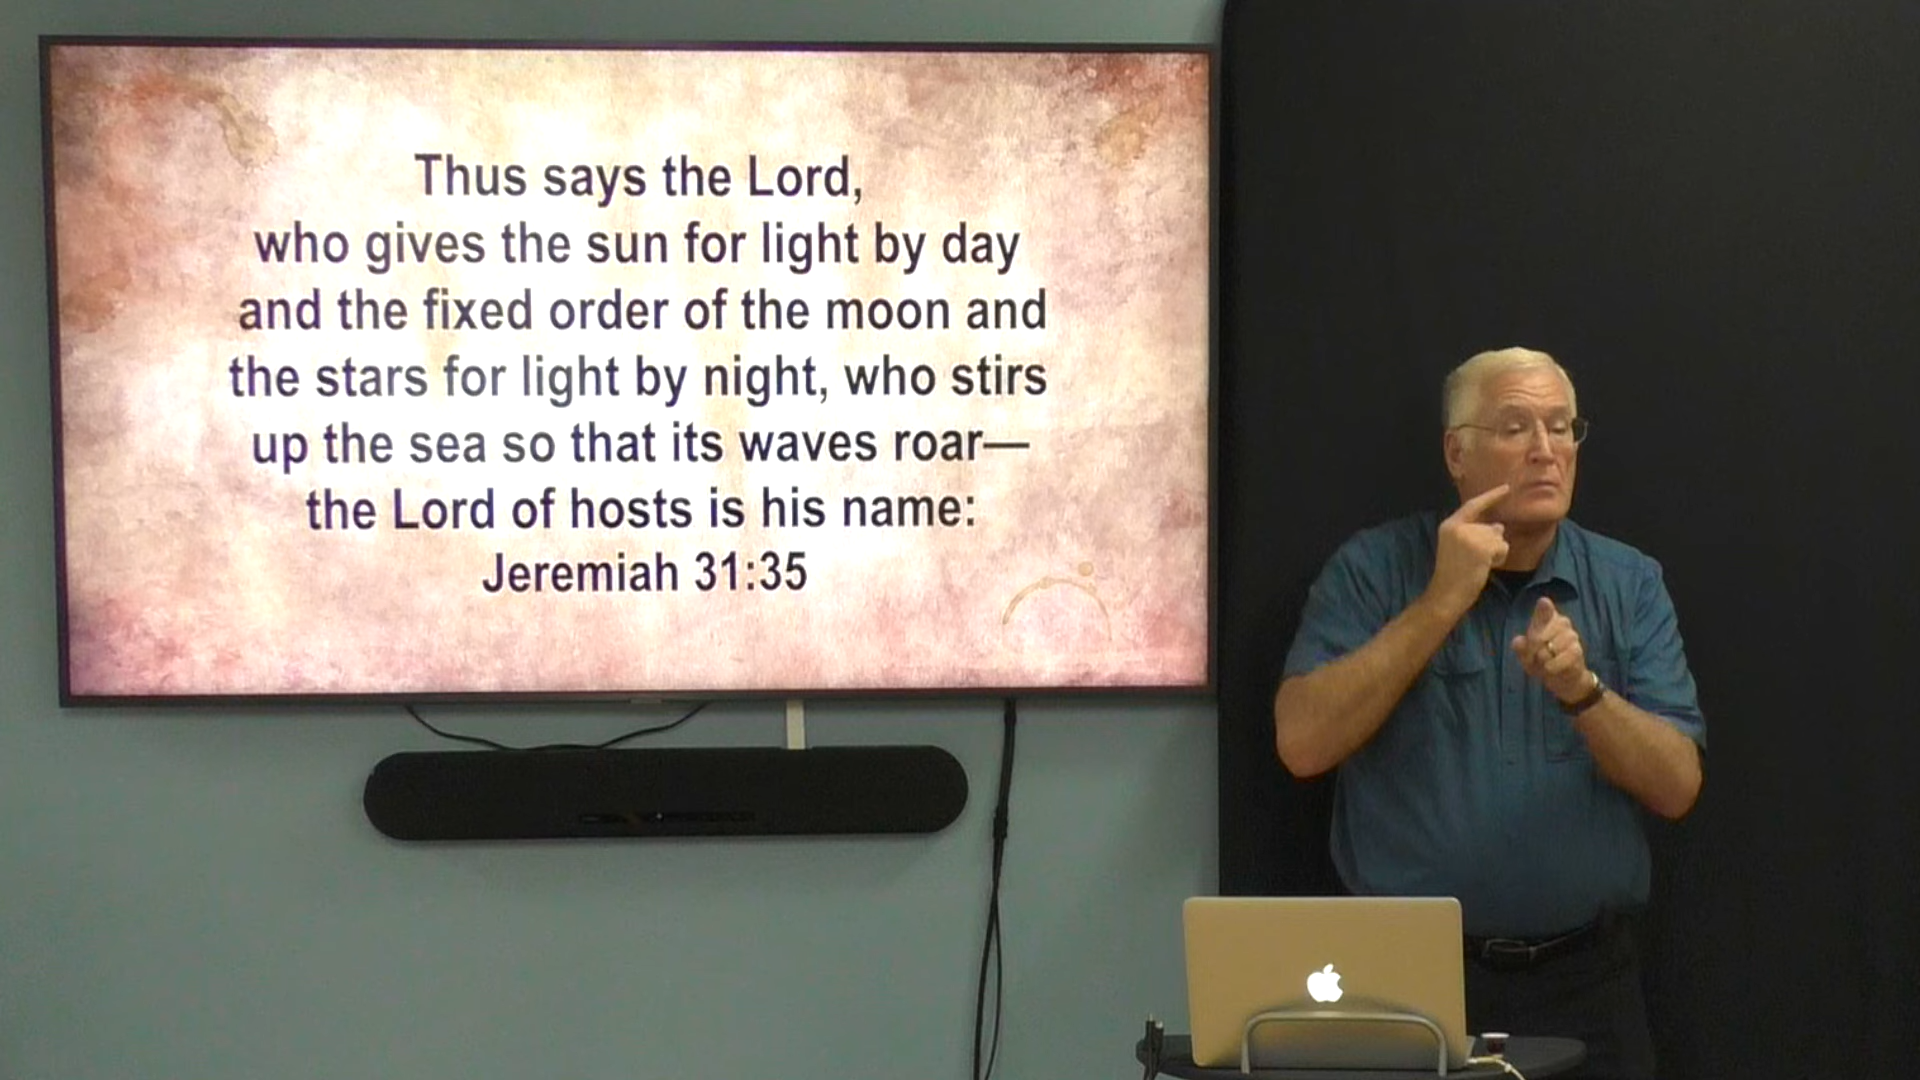 Thus says the Lord,
who gives the sun for light by day
and the fixed order of the moon and
the stars for light by night, who stirs
up the sea so that its waves roar—
the Lord of hosts is his name:
Jeremiah 31:35